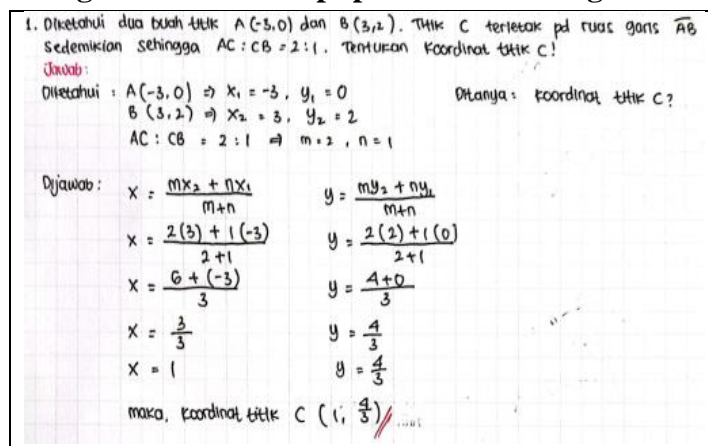 1. Diketahui dua buah titik A(-3,0) dan B(3,2). Titik C terletak pd ruas garis AB
Sedemikian sehingga AC : CB = 2:1. Tentukan koordinat titik C!
Jawab:
Diketahui : A(-3,0) ⇒ x₁ = -3, y₁ = 0 Ditanya : koordinat titik C?
B (3,2) ⇒ x₂ = 3, y₂ = 2
AC : CB = 2 : 1 ⇒ m = 2, n = 1
Dijawab : x = (mx₂ + nx₁)/(m+n) y = (my₂ + ny₁)/(m+n)
x = (2(3) + 1(-3))/(2+1) y = (2(2) + 1(0))/(2+1)
x = (6 + (-3))/3 y = (4+0)/3
x = 3/3 y = 4/3
x = 1 y = 4/3
maka, koordinat titik C (1, 4/3)